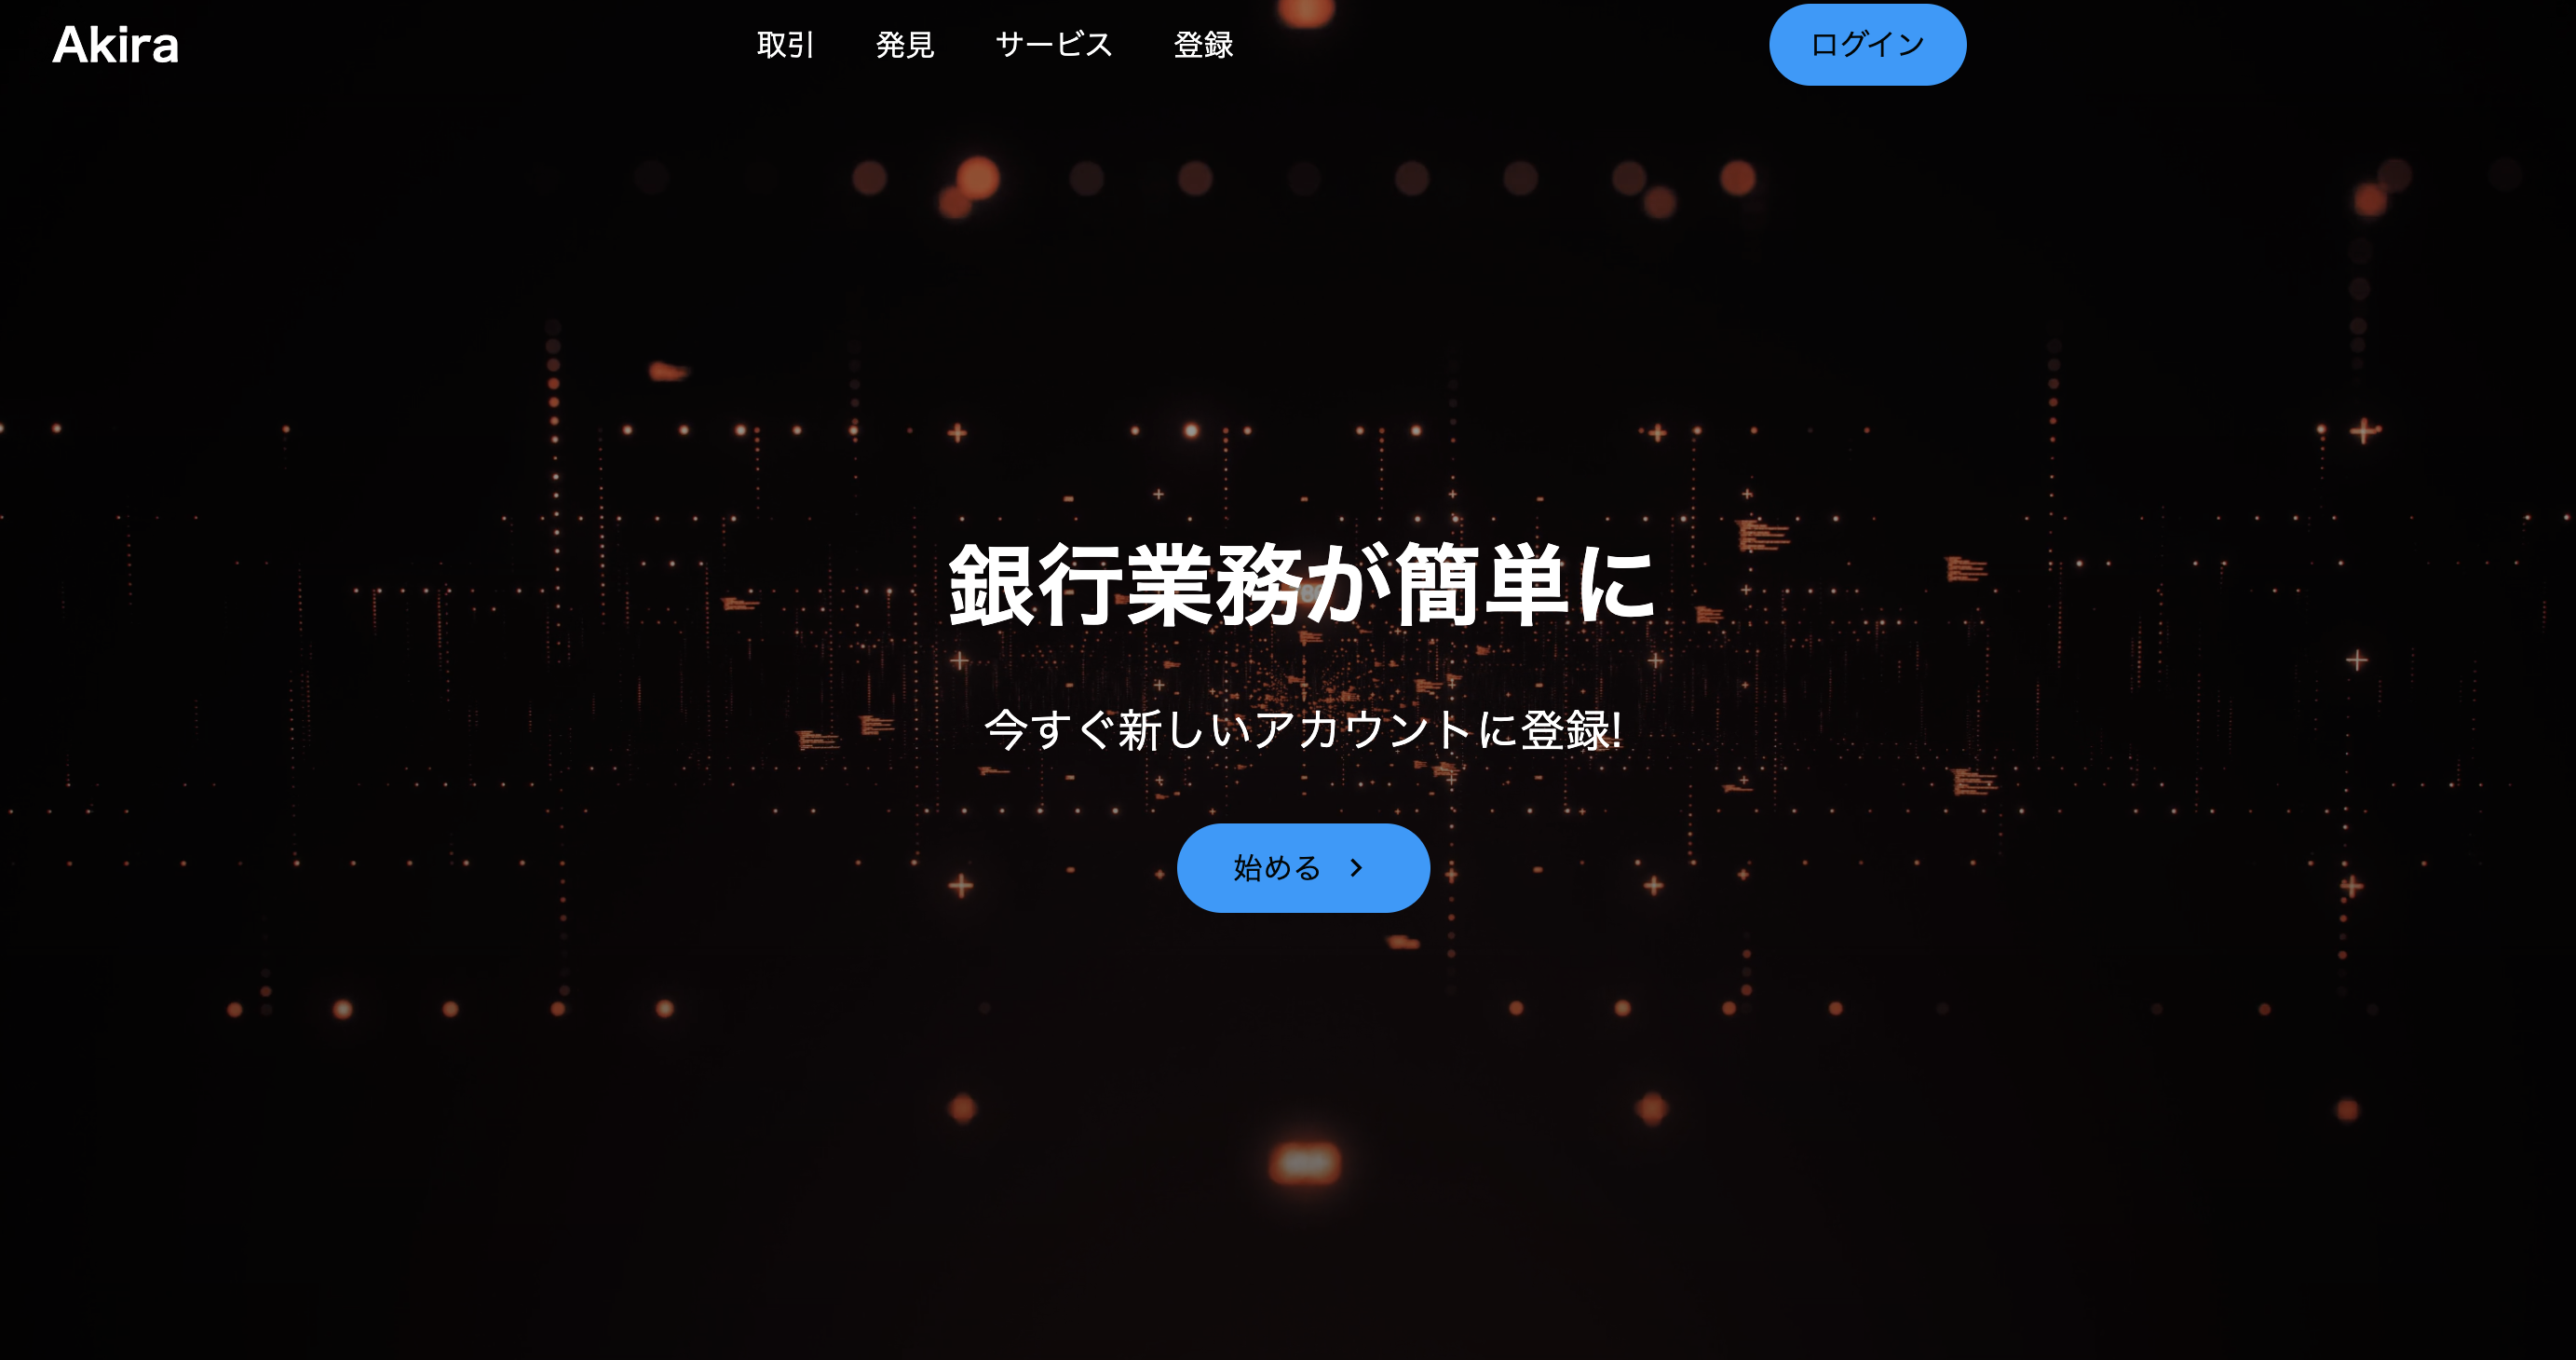 Akira
取引 発見 サービス 登録
ログイン
銀行業務が簡単に
今すぐ新しいアカウントに登録!
始める